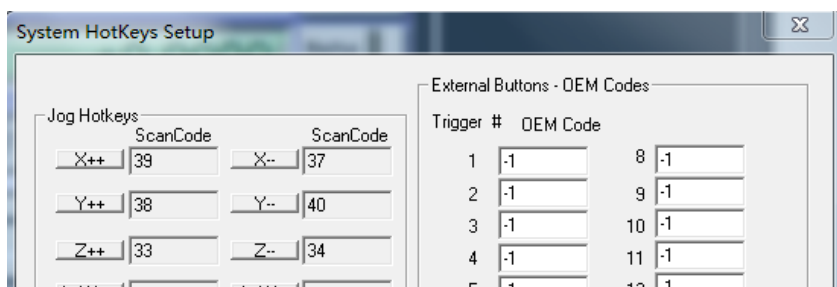 System HotKeys Setup
External Buttons - OEM Codes
Jog Hotkeys
ScanCode ScanCode
Trigger # OEM Code
X++ 39 X-- 37
1 -1 8 -1
Y++ 38 Y-- 40
2 -1 9 -1
3 -1 10 -1
Z++ 33 Z-- 34
4 -1 11 -1